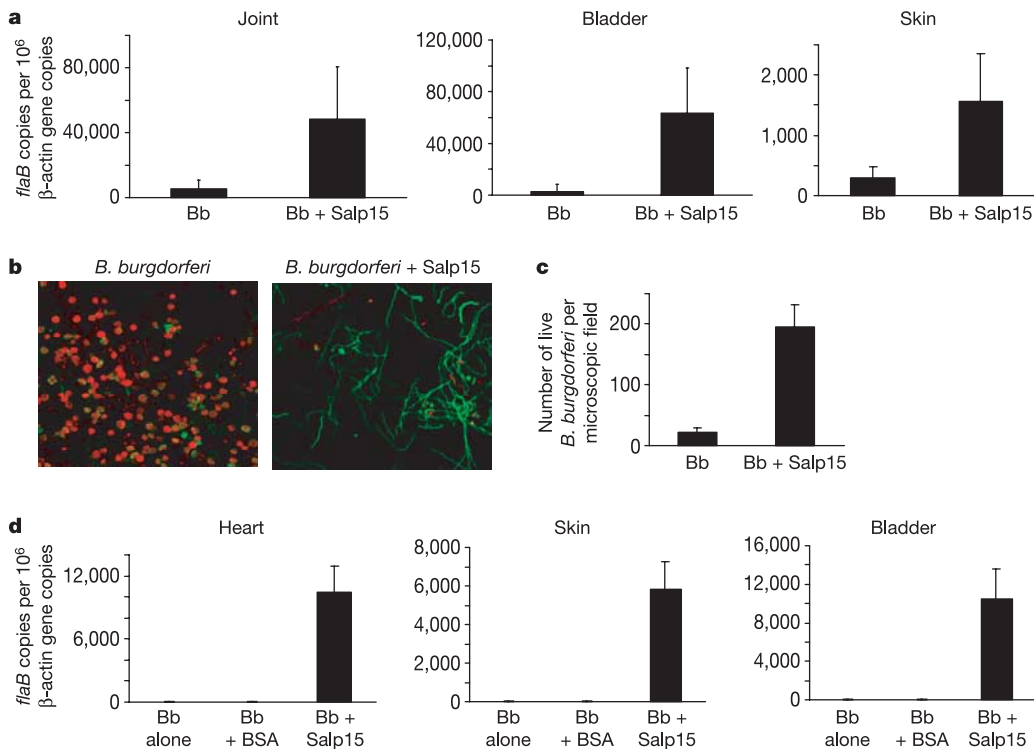 a
Joint
Bladder
Skin
flaB copies per 10⁶
β-actin gene copies
80,000
40,000
0
Bb
Bb + Salp15
120,000
80,000
40,000
0
Bb
Bb + Salp15
2,000
1,000
0
Bb
Bb + Salp15
b
B. burgdorferi
B. burgdorferi + Salp15
c
Number of live
B. burgdorferi per
microscopic field
200
100
0
Bb
Bb + Salp15
d
Heart
Skin
Bladder
flaB copies per 10⁶
β-actin gene copies
12,000
6,000
0
Bb
alone
Bb
+ BSA
Bb +
Salp15
8,000
6,000
4,000
2,000
0
Bb
alone
Bb
+ BSA
Bb +
Salp15
16,000
12,000
8,000
4,000
0
Bb
alone
Bb
+ BSA
Bb +
Salp15